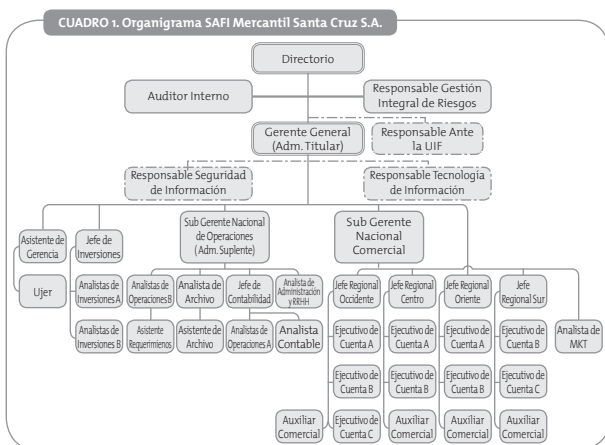 CUADRO 1. Organigrama SAFI Mercantil Santa Cruz S.A.
Directorio
Auditor Interno
Responsable Gestión
Integral de Riesgos
Gerente General
(Adm. Titular)
Responsable Ante
la UIF
Responsable Seguridad
de Información
Responsable Tecnología
de Información
Asistente de
Gerencia
Jefe de
Inversiones
Sub Gerente Nacional
de Operaciones
(Adm. Suplente)
Sub Gerente
Nacional
Comercial
Ujer
Analistas de
Inversiones A
Analistas de
Operaciones B
Analista de
Archivo
Jefe de
Contabilidad
Analista de
Administración
y RRHH
Jefe Regional
Occidente
Jefe Regional
Centro
Jefe Regional
Oriente
Jefe
Regional Sur
Analistas de
Inversiones B
Asistente
Requerimienos
Asistente de
Archivo
Analistas de
Operaciones A
Analista
Contable
Ejecutivo de
Cuenta A
Ejecutivo de
Cuenta A
Ejecutivo de
Cuenta A
Ejecutivo de
Cuenta B
Analista de
MKT
Ejecutivo de
Cuenta B
Ejecutivo de
Cuenta B
Ejecutivo de
Cuenta B
Ejecutivo de
Cuenta C
Auxiliar
Comercial
Ejecutivo de
Cuenta C
Auxiliar
Comercial
Auxiliar
Comercial
Auxiliar
Comercial